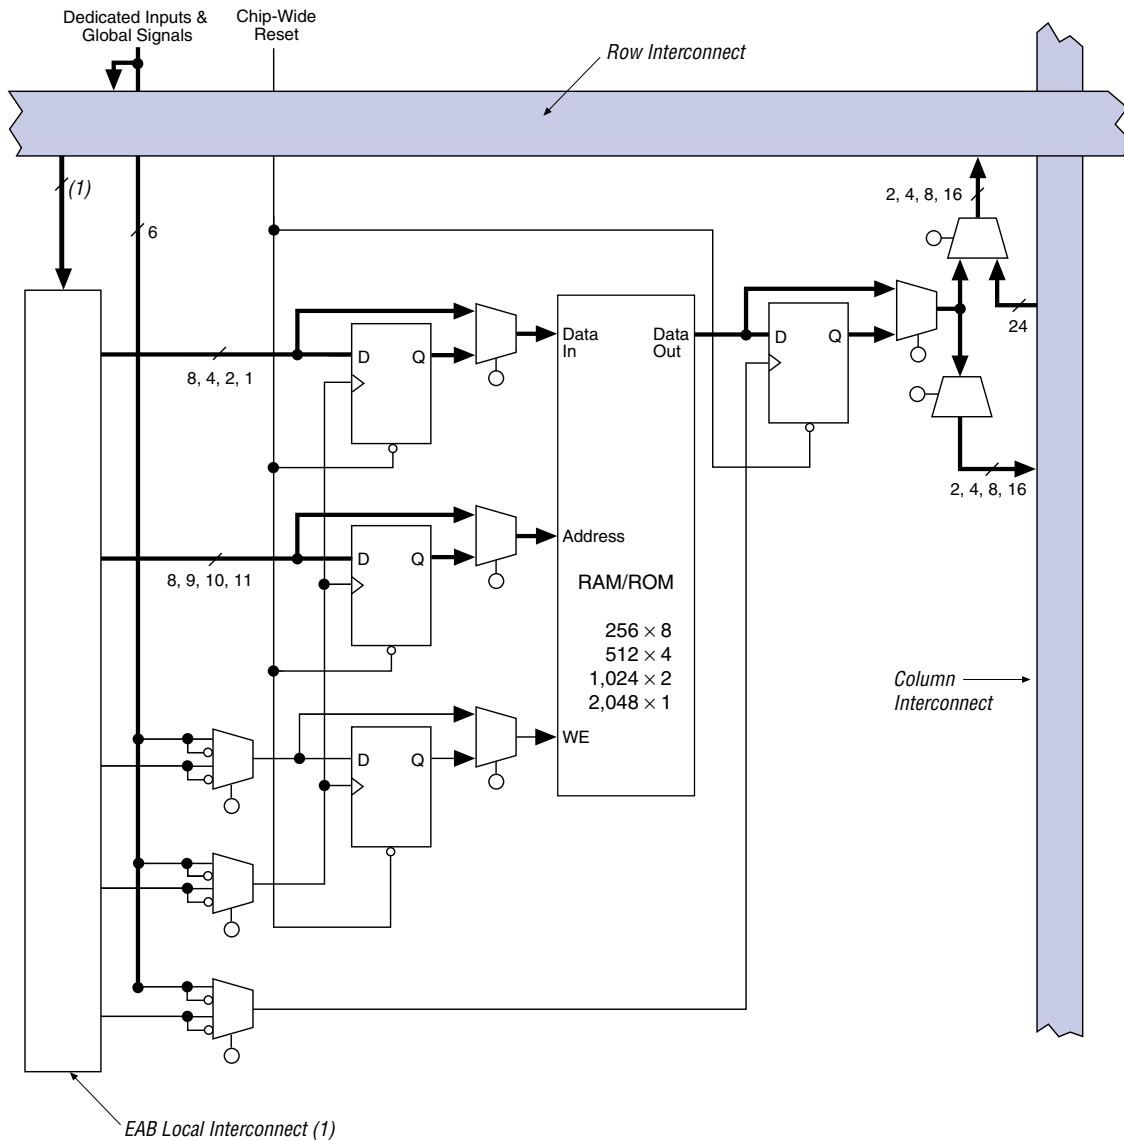 Dedicated Inputs &
Global Signals
Chip-Wide
Reset
Row Interconnect
(1)
6
2, 4, 8, 16
24
8, 4, 2, 1
D
Q
Data
In
Data
Out
D
Q
2, 4, 8, 16
8, 9, 10, 11
D
Q
Address
RAM/ROM
256 × 8
512 × 4
1,024 × 2
2,048 × 1
Column
Interconnect
D
Q
WE
EAB Local Interconnect (1)